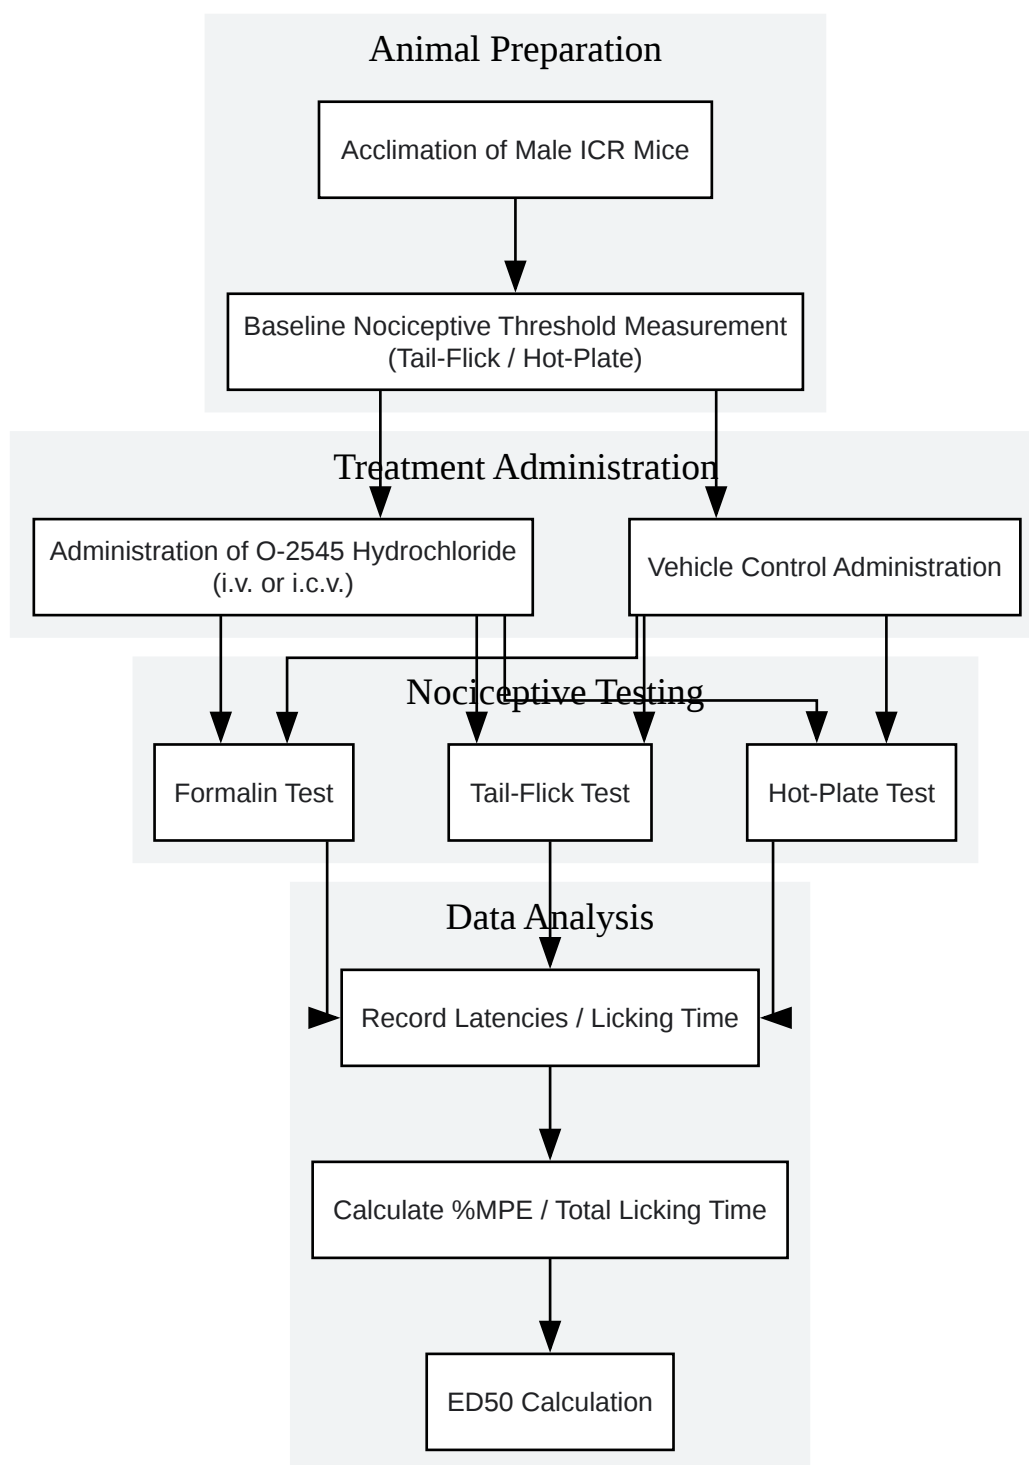 Animal Preparation
Acclimation of Male ICR Mice
Baseline Nociceptive Threshold Measurement
(Tail-Flick / Hot-Plate)
Treatment Administration
Administration of O-2545 Hydrochloride
(i.v. or i.c.v.)
Vehicle Control Administration
Nociceptive Testing
Formalin Test
Tail-Flick Test
Hot-Plate Test
Data Analysis
Record Latencies / Licking Time
Calculate %MPE / Total Licking Time
ED50 Calculation